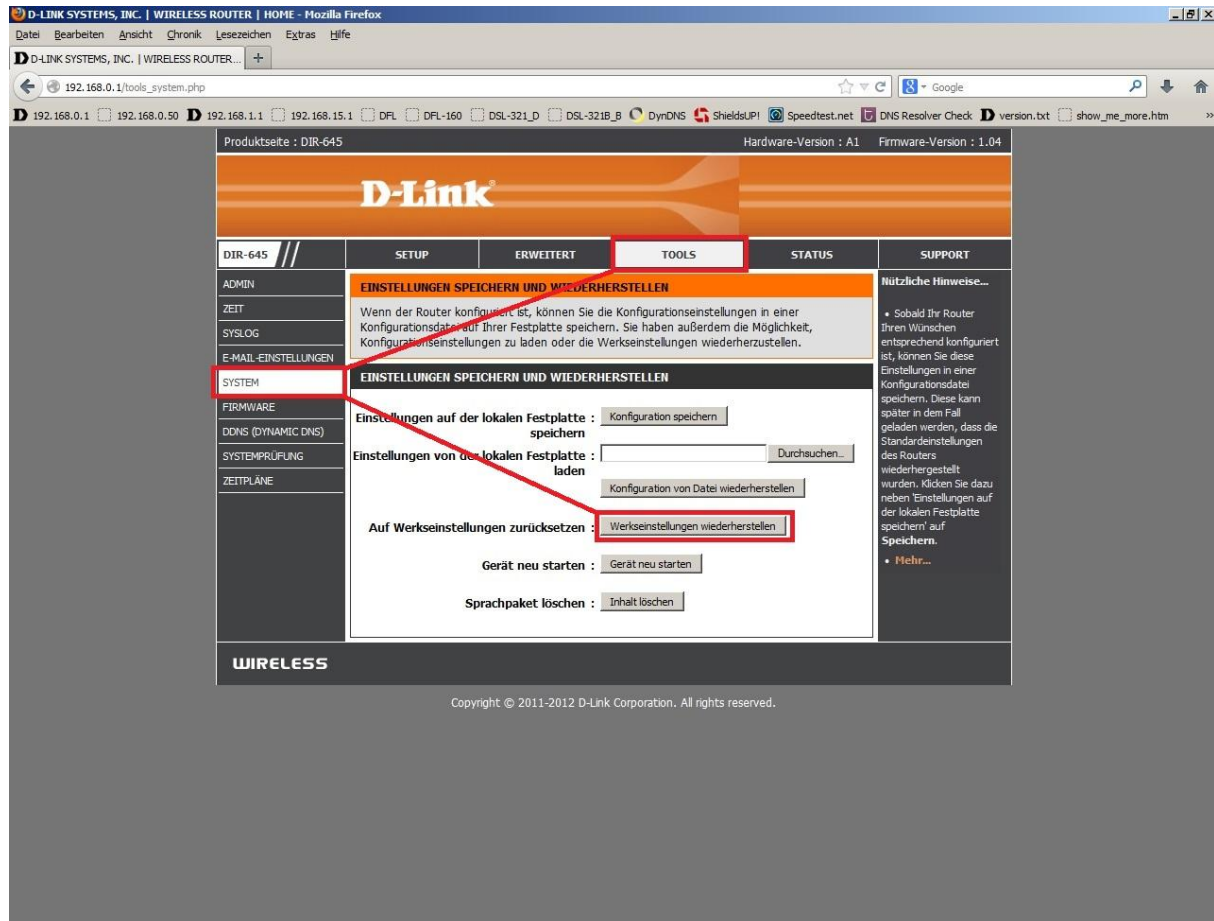 D-LINK SYSTEMS, INC. | WIRELESS ROUTER | HOME - Mozilla Firefox
Datei Bearbeiten Ansicht Chronik Lesezeichen Extras Hilfe
D-LINK SYSTEMS, INC. | WIRELESS ROUTER... +
192.168.0.1/tools_system.php
Google
192.168.0.1 192.168.0.50 192.168.1.1 192.168.15.1 DFL DFL-160 DSL-321_D DSL-321B_B DynDNS ShieldsUP! Speedtest.net DNS Resolver Check version.txt show_me_more.htm »
Produktseite : DIR-645 Hardware-Version : A1 Firmware-Version : 1.04
D-Link
DIR-645 SETUP ERWEITERT TOOLS STATUS SUPPORT
ADMIN
ZEIT
SYSLOG
E-MAIL-EINSTELLUNGEN
SYSTEM
FIRMWARE
DDNS (DYNAMIC DNS)
SYSTEMPRÜFUNG
ZEITPLÄNE
EINSTELLUNGEN SPEICHERN UND WIEDERHERSTELLEN
Wenn der Router konfiguriert ist, können Sie die Konfigurationseinstellungen in einer
Konfigurationsdatei auf Ihrer Festplatte speichern. Sie haben außerdem die Möglichkeit,
Konfigurationseinstellungen zu laden oder die Werkseinstellungen wiederherzustellen.
EINSTELLUNGEN SPEICHERN UND WIEDERHERSTELLEN
Einstellungen auf der lokalen Festplatte : Konfiguration speichern
speichern
Einstellungen von der lokalen Festplatte : Durchsuchen...
laden
Konfiguration von Datei wiederherstellen
Auf Werkseinstellungen zurücksetzen : Werkseinstellungen wiederherstellen
Gerät neu starten : Gerät neu starten
Sprachpaket löschen : Inhalt löschen
Nützliche Hinweise...
• Sobald Ihr Router
Ihren Wünschen
entsprechend konfiguriert
ist, können Sie diese
Einstellungen in einer
Konfigurationsdatei
speichern. Diese kann
später in dem Fall
geladen werden, dass die
Standardeinstellungen
des Routers
wiederhergestellt
wurden. Klicken Sie dazu
neben 'Einstellungen auf
der lokalen Festplatte
speichern' auf
Speichern.
• Mehr...
WIRELESS
Copyright © 2011-2012 D-Link Corporation. All rights reserved.